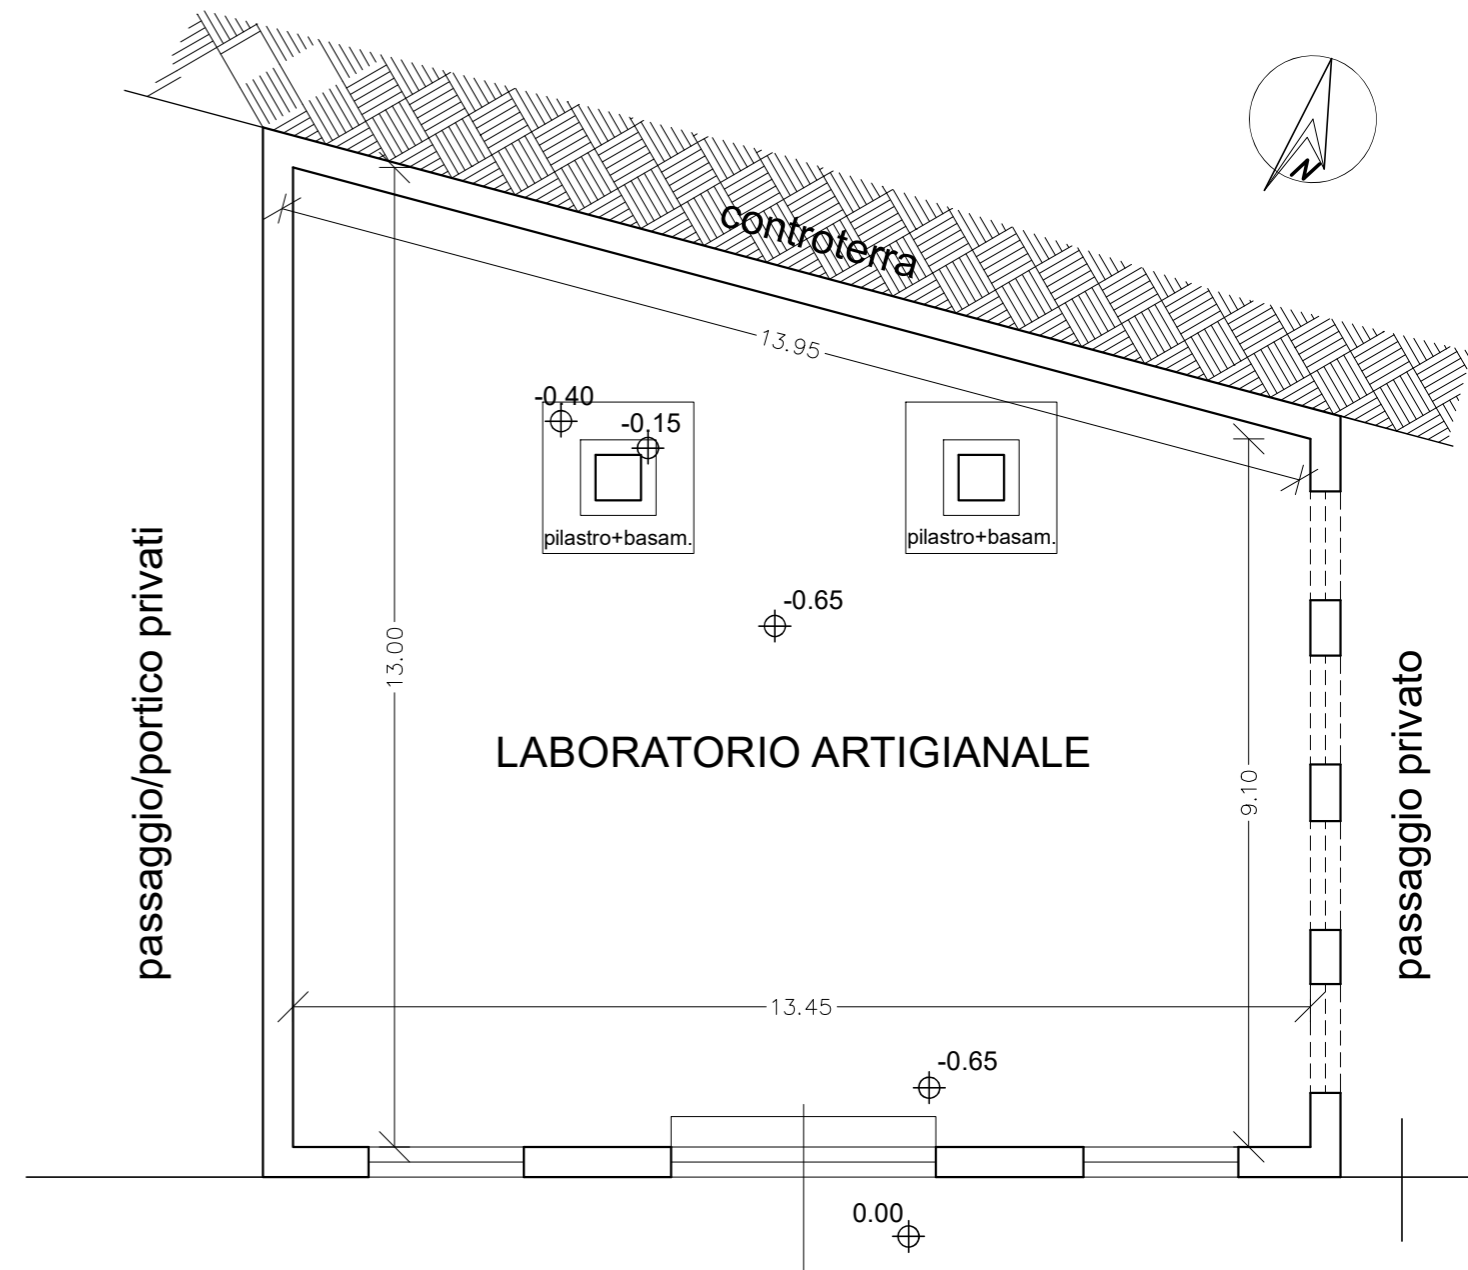 N
controterra
13.95
-0.40
-0.15
pilastro+basam.
pilastro+basam.
-0.65
13.00
passaggio/portico privati
LABORATORIO ARTIGIANALE
9.10
passaggio privato
13.45
-0.65
0.00